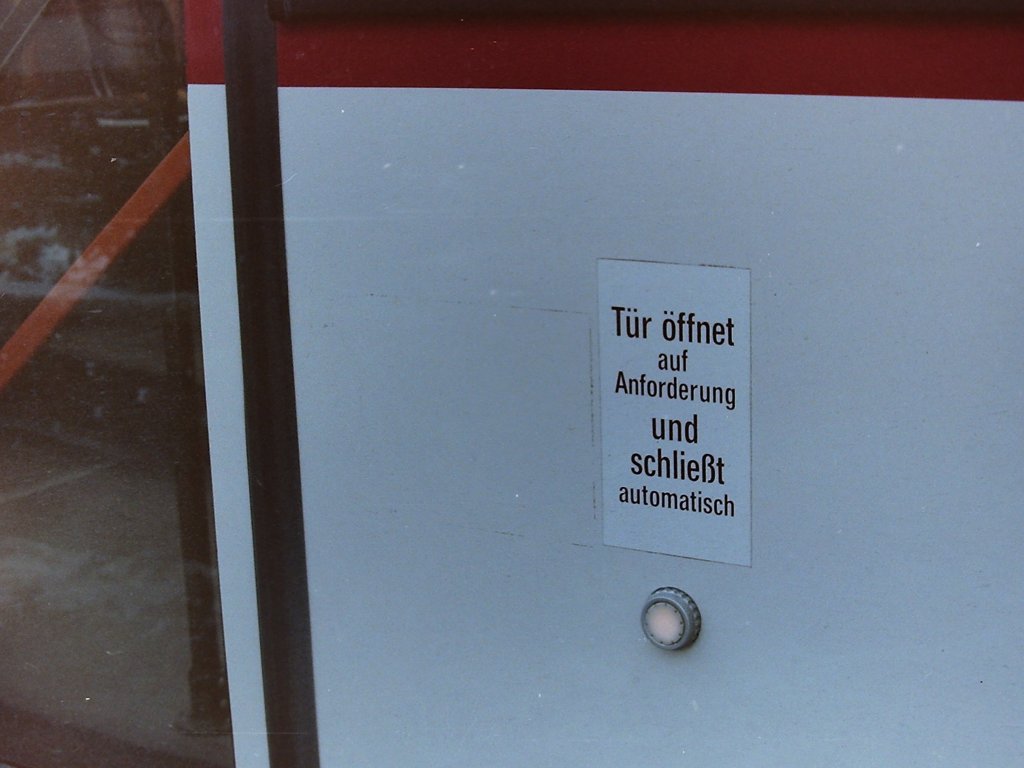 Tür öffnet
auf
Anforderung
und
schließt
automatisch